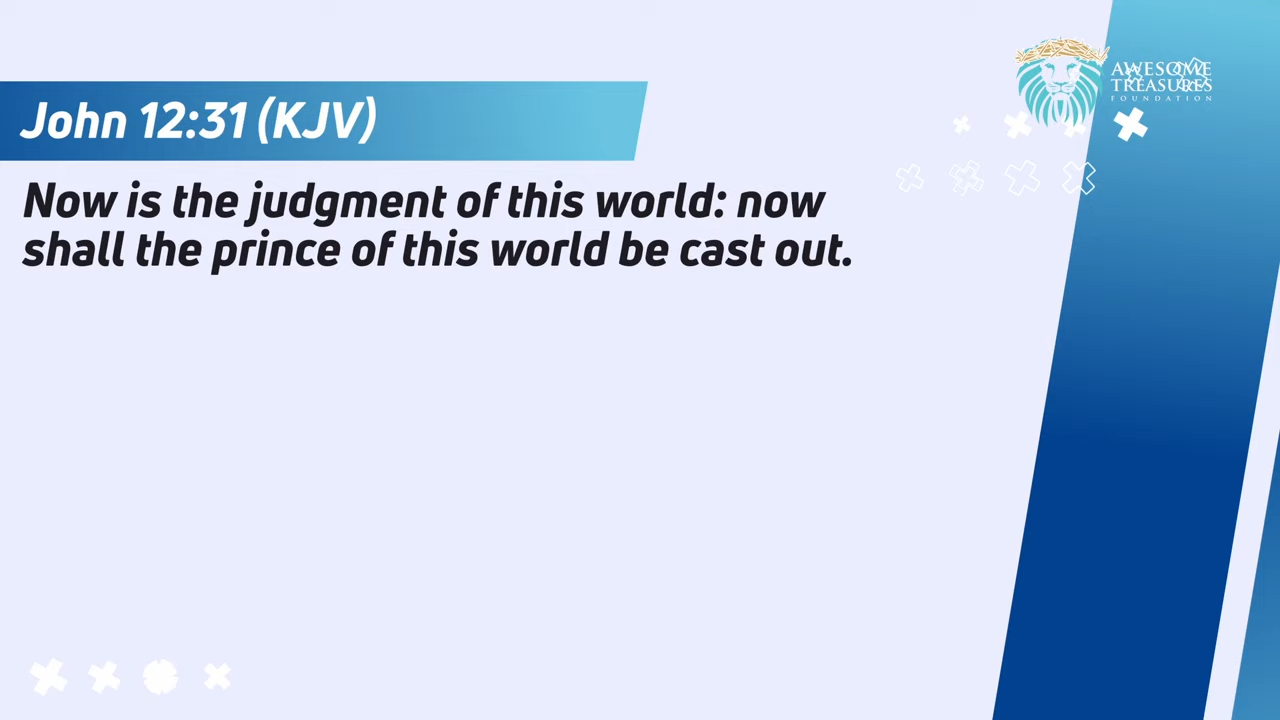 AWESOME
TREASURES
FOUNDATION
John 12:31 (KJV)
Now is the judgment of this world: now
shall the prince of this world be cast out.